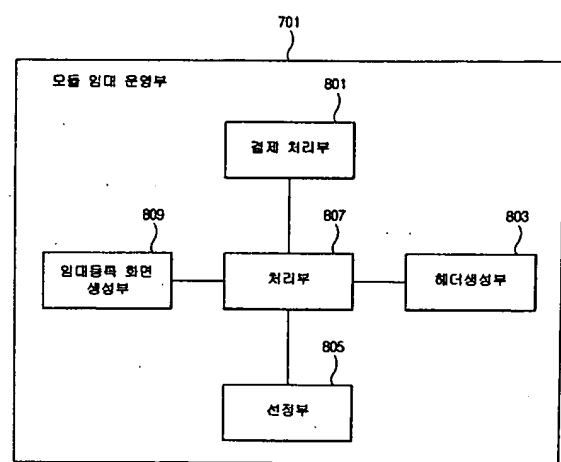 701
모듈 임대 운영부
801
결제 처리부
809
807
803
임대등록 화면
생성부
처리부
헤더생성부
805
선정부